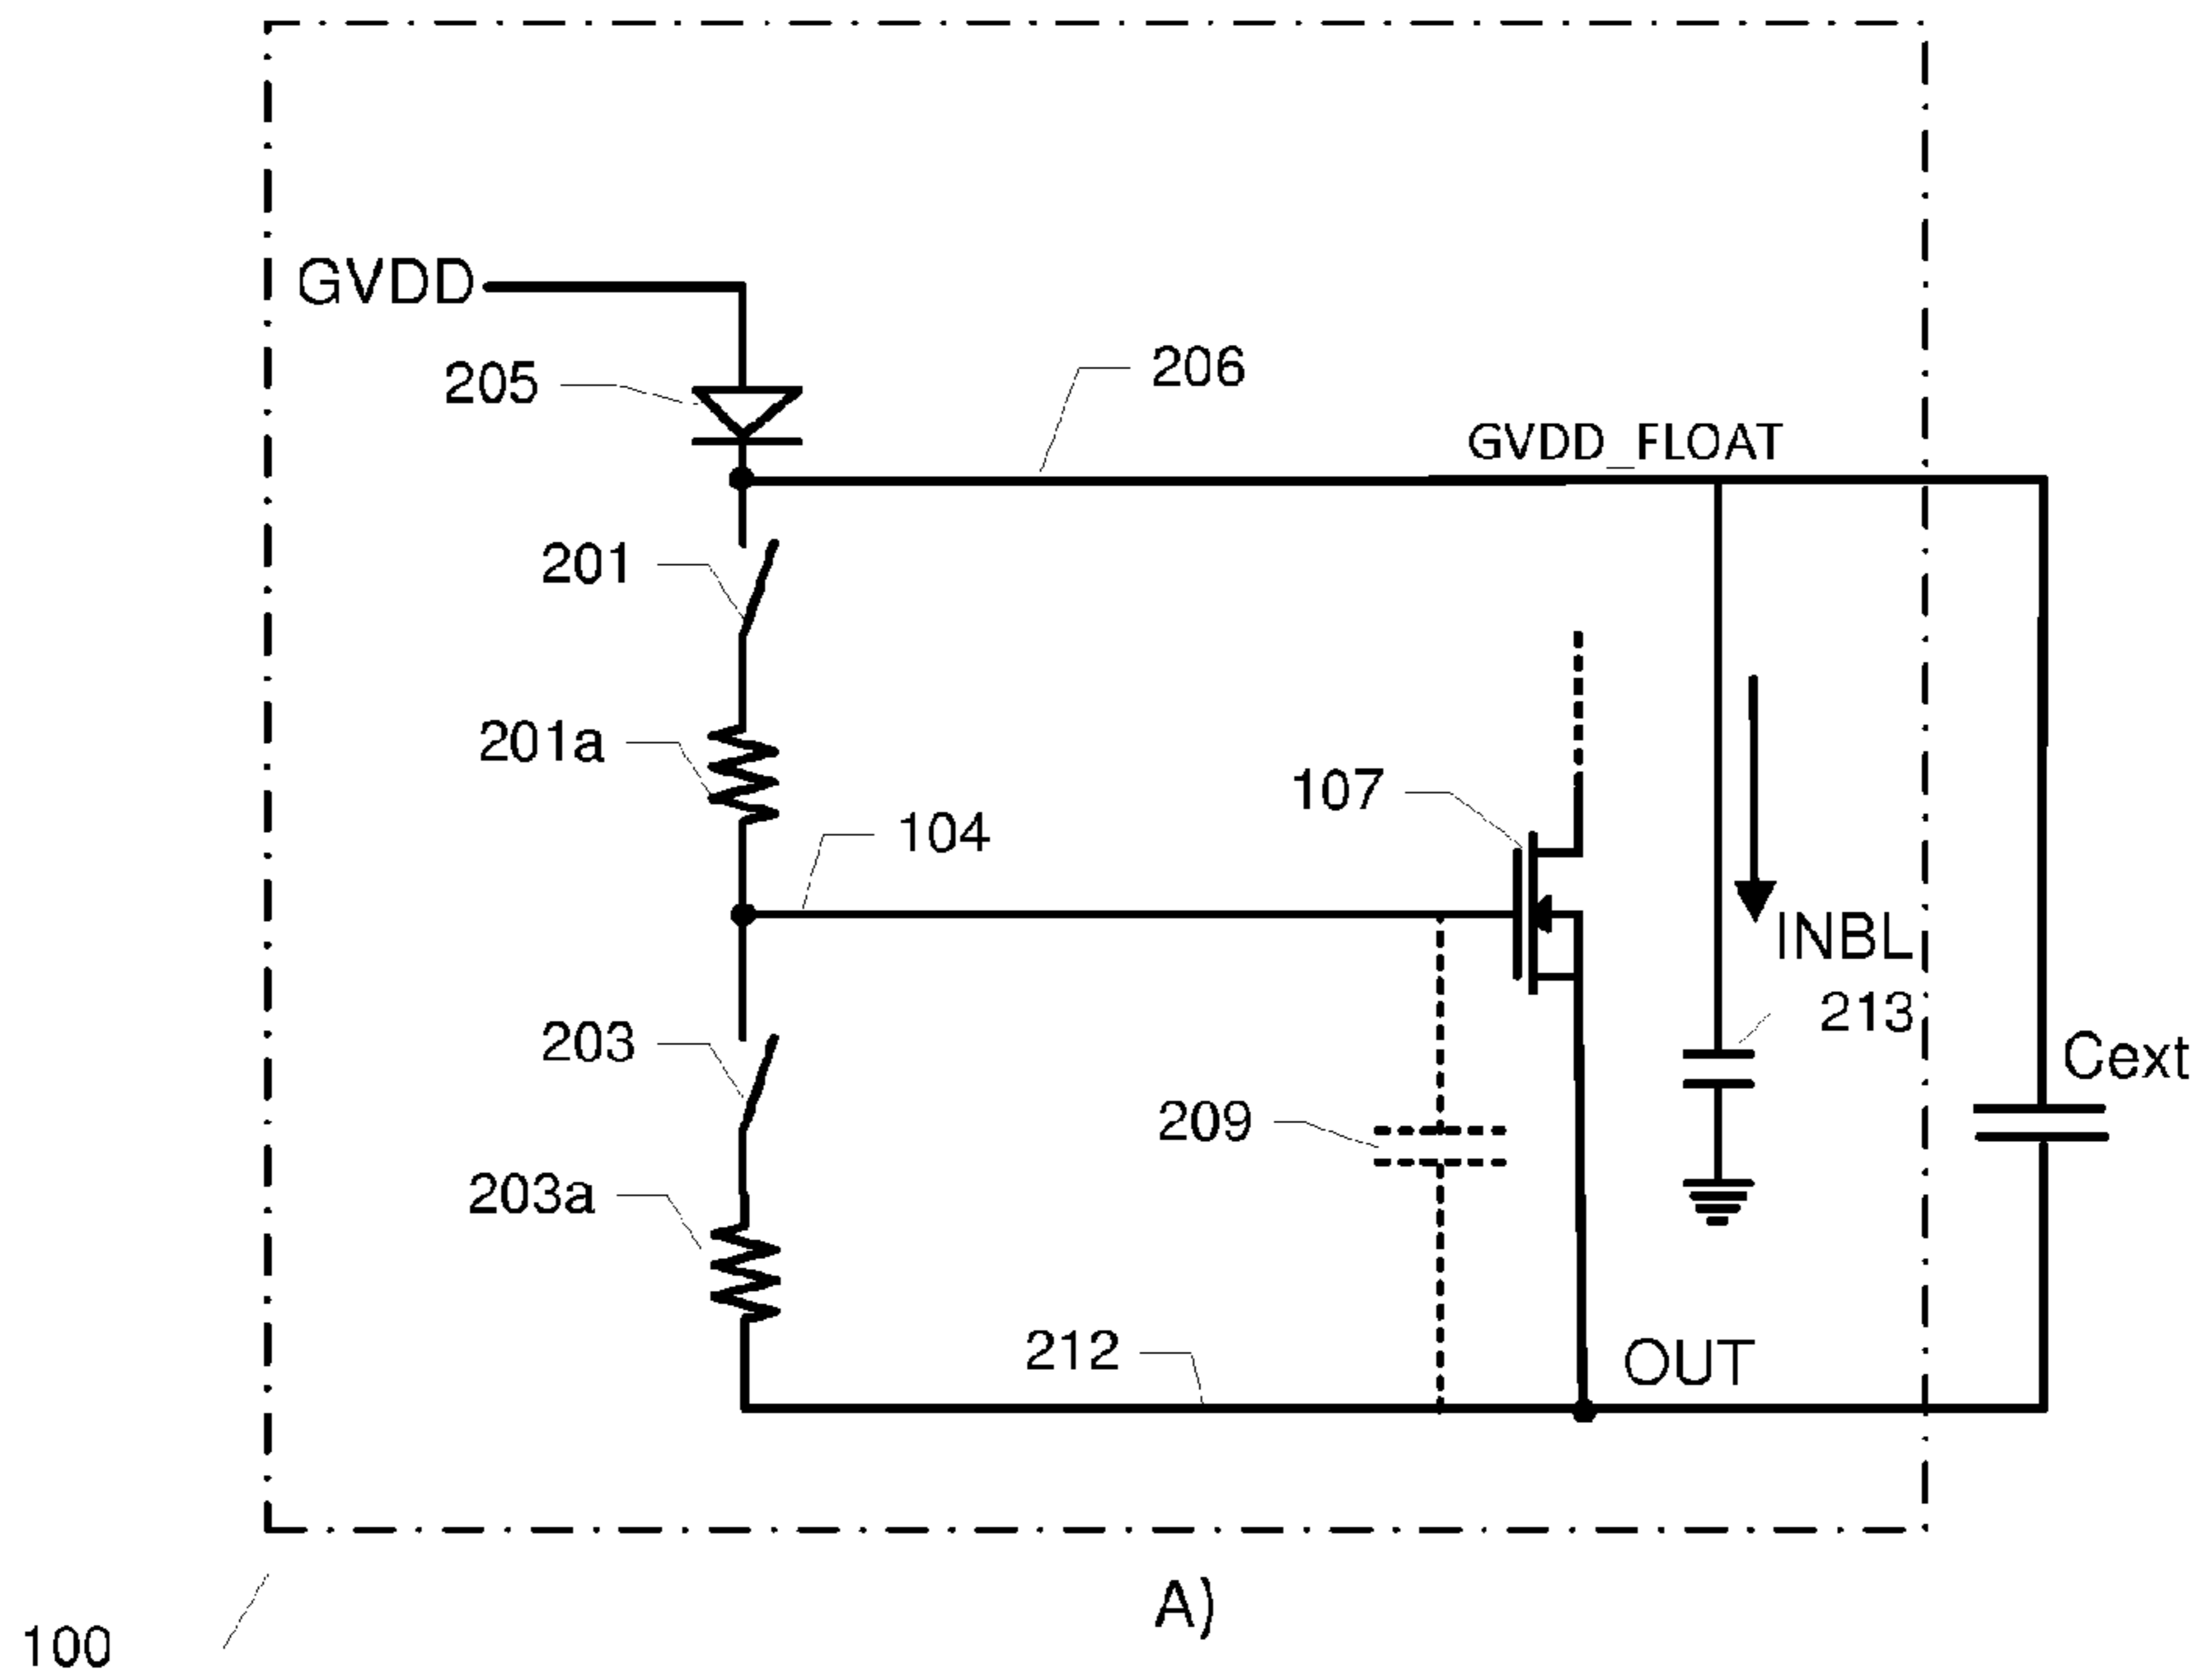 GVDD
205
206
GVDD_FLOAT
201
201a
107
104
INBL
213
203
Cext
209
203a
212
OUT
A)
100